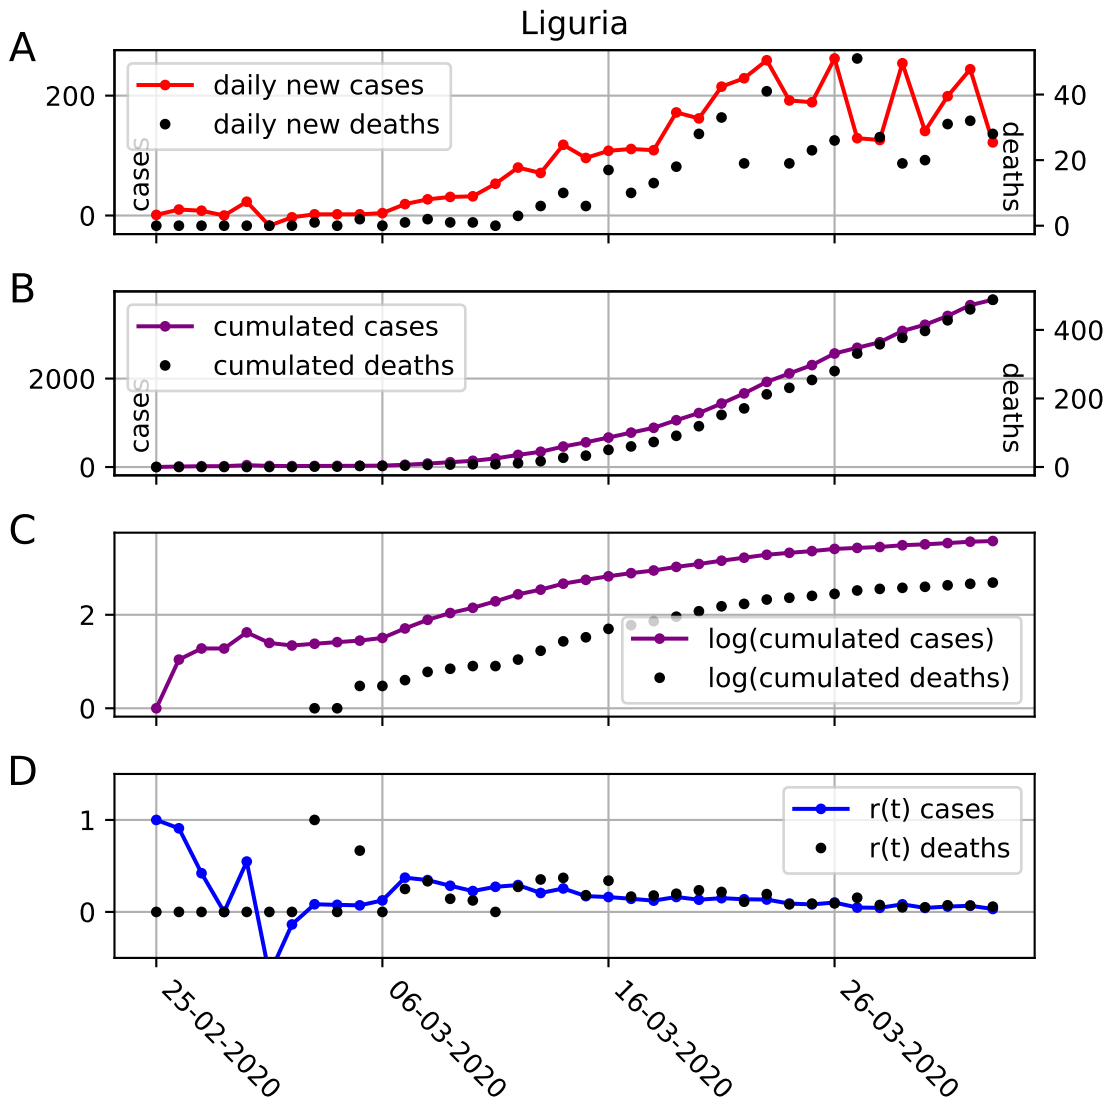 Liguria
A
daily new cases
daily new deaths
200
0
cases
40
20
0
deaths
B
cumulated cases
cumulated deaths
2000
0
cases
400
200
0
deaths
C
2
0
log(cumulated cases)
log(cumulated deaths)
D
1
0
r(t) cases
r(t) deaths
25-02-2020
06-03-2020
16-03-2020
26-03-2020